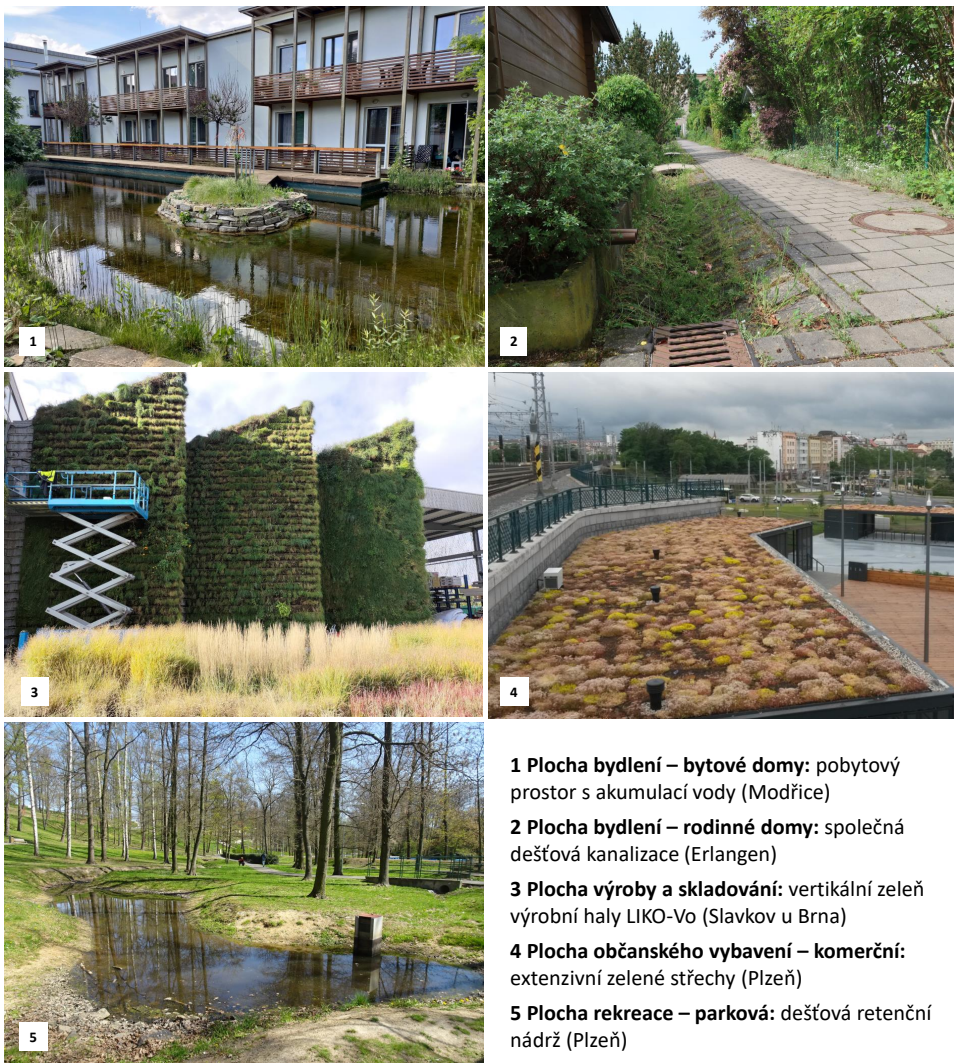 1
2
3
4
5
1 Plocha bydlení – bytové domy: pobytový
prostor s akumulací vody (Modřice)
2 Plocha bydlení – rodinné domy: společná
dešťová kanalizace (Erlangen)
3 Plocha výroby a skladování: vertikální zeleň
výrobní haly LIKO-Vo (Slavkov u Brna)
4 Plocha občanského vybavení – komerční:
extenzivní zelené střechy (Plzeň)
5 Plocha rekreace – parková: dešťová retenční
nádrž (Plzeň)